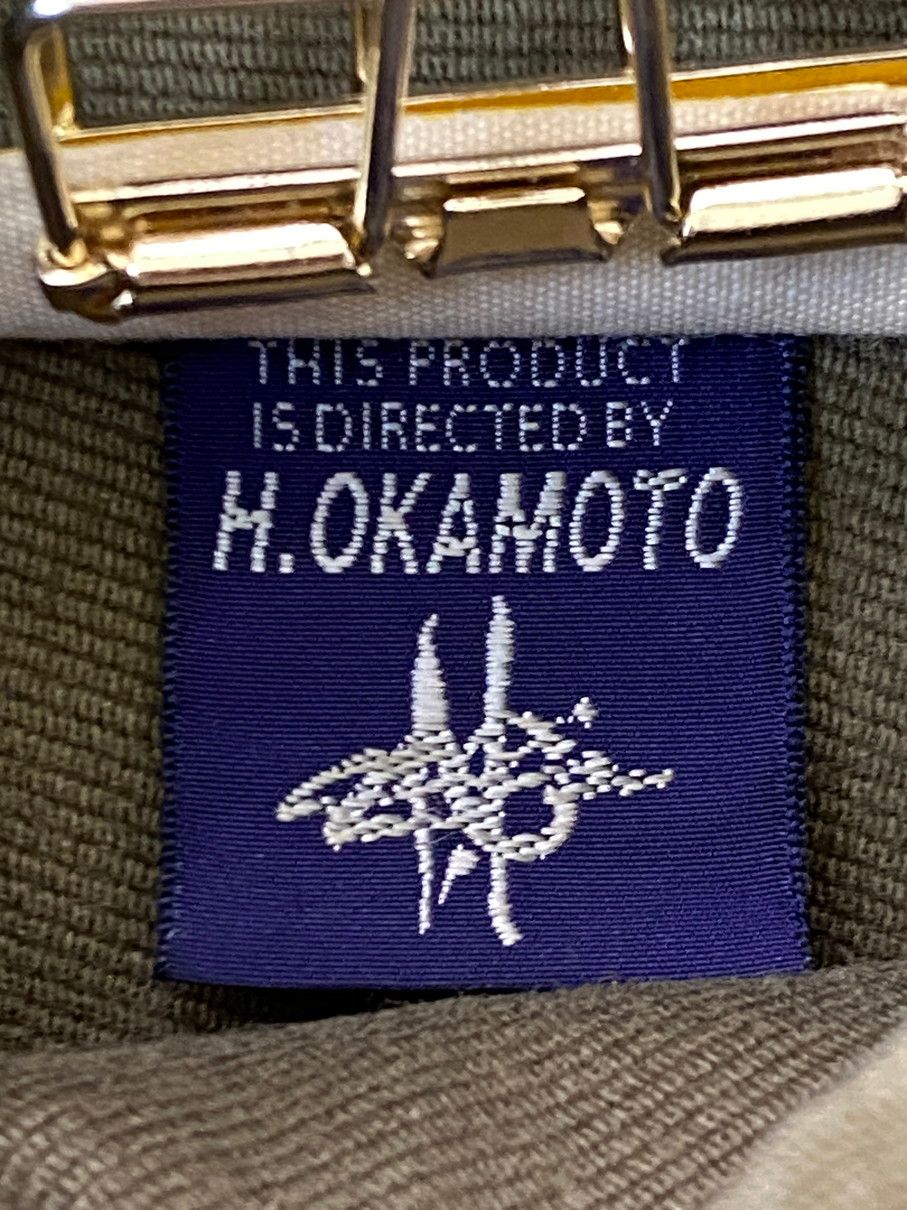 THIS PRODUCT
IS DIRECTED BY
H.OKAMOTO